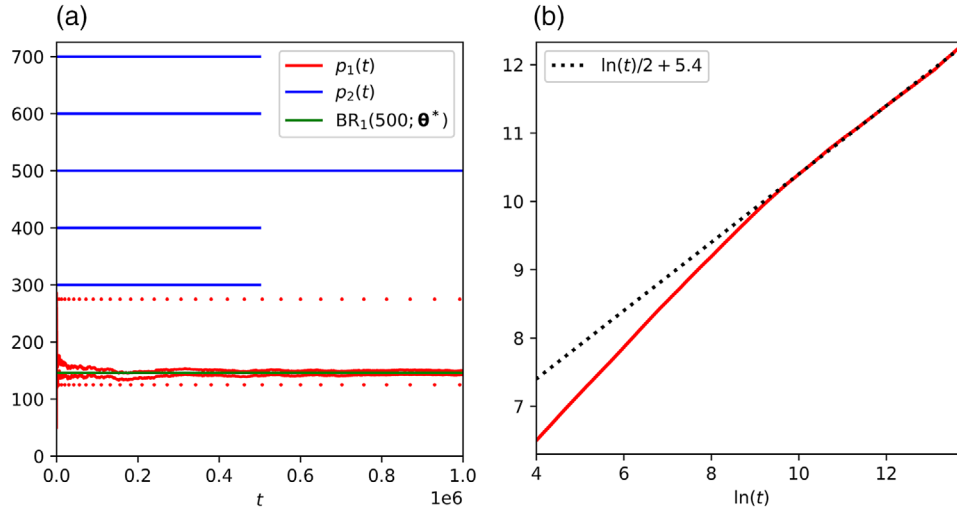 (a)
700
600
500
400
300
200
100
0
0.0 0.2 0.4 0.6 0.8 1.0
1e6
t
p₁(t)
p₂(t)
BR₁(500; θ*)
(b)
12
11
10
9
8
7
4 6 8 10 12
ln(t)
ln(t)/2 + 5.4